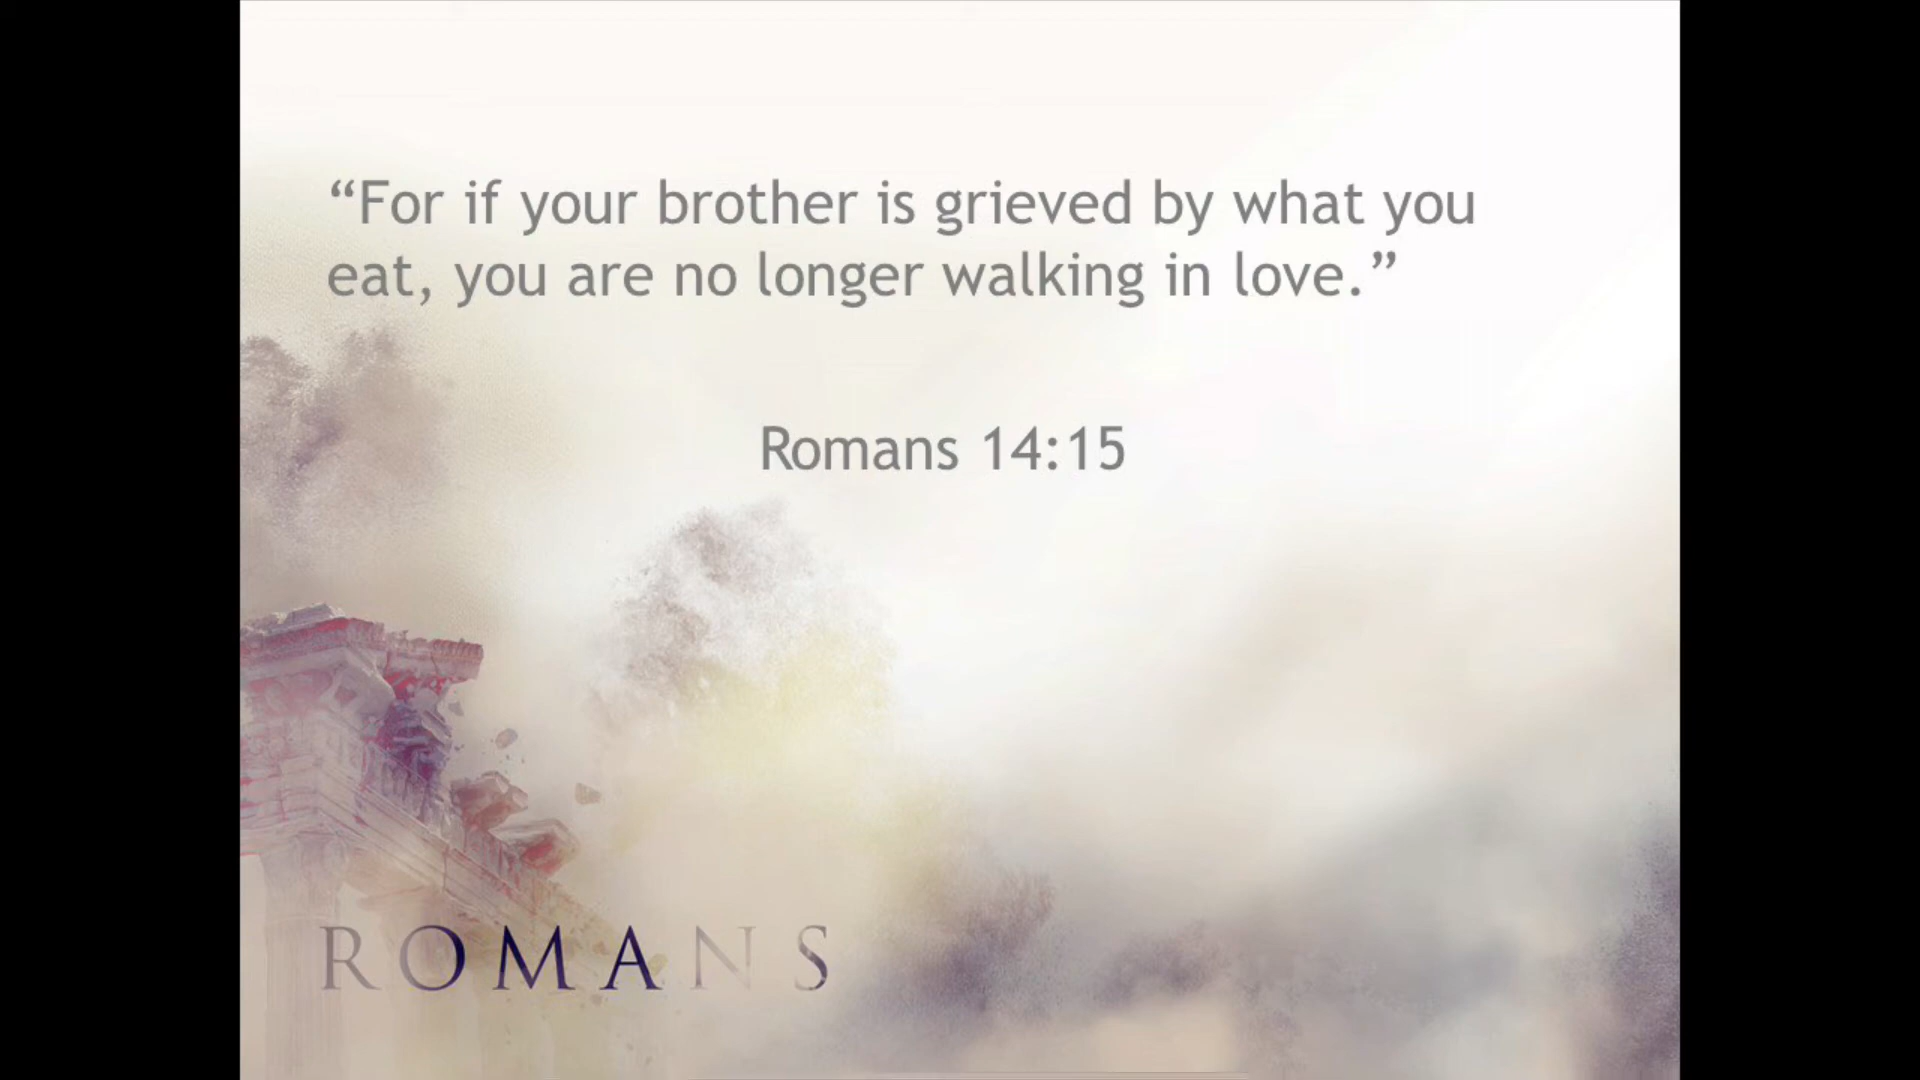 “For if your brother is grieved by what you
eat, you are no longer walking in love.”
Romans 14:15
ROMANS